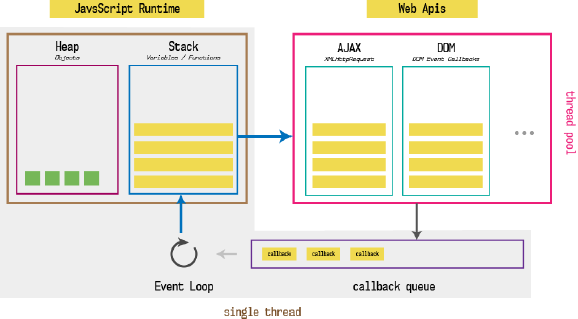 JavsScript Runtime
Web Apis
Heap
Objects
Stack
Variables / Functions
AJAX
XMLHttpRequest
DOM
DOM Event Callbacks
...
thread pool
callback
callback
callback
Event Loop
callback queue
single thread